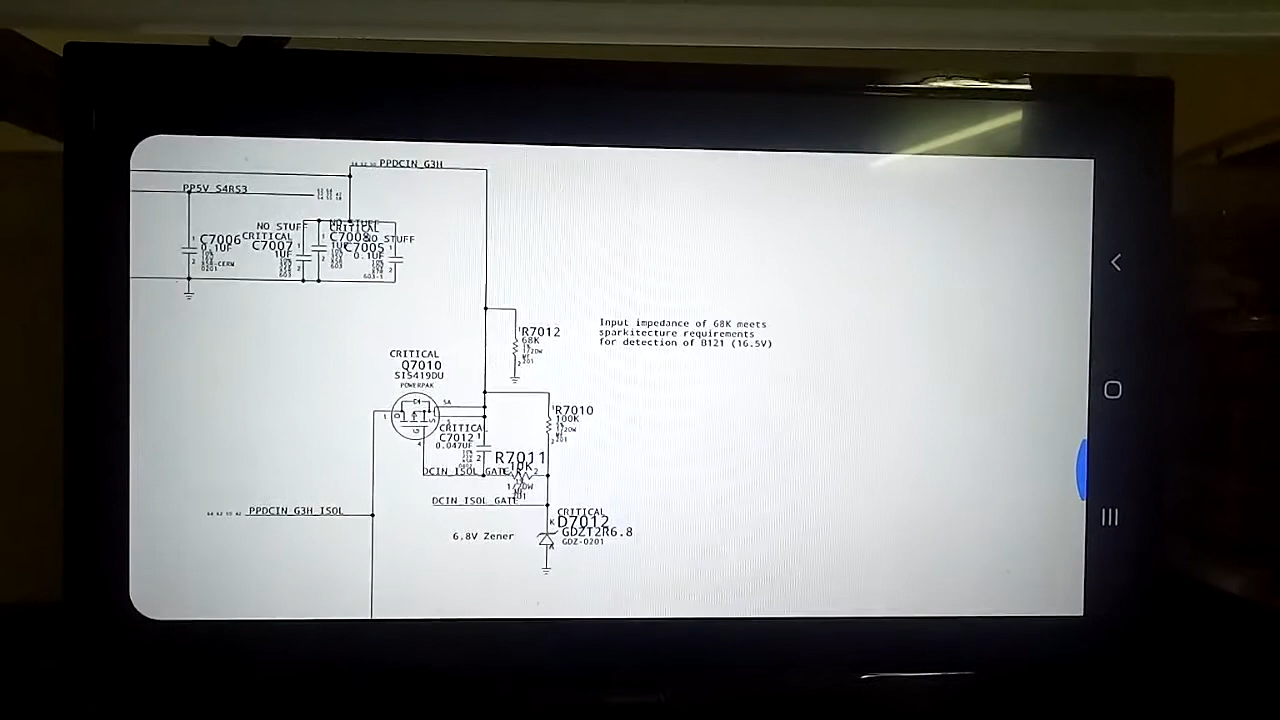 PPDCIN_G3H
PP5V_S4RS3
NO STUFF
NO STUFF
CRITICAL
CRITICAL
NO STUFF
C7006
0.1UF
C7007
1UF
C7008
1UF
C7005
0.1UF
R7012
68K
Input impedance of 68K meets
sparkitecture requirements
for detection of B121 (16.5V)
CRITICAL
Q7010
SI5419DU
POWERPAK
R7010
100K
CRITICAL
C7012
0.047UF
R7011
10K
DCIN_ISOL_GATE
DCIN_ISOL_GATE
PPDCIN_G3H_ISOL
CRITICAL
D7012
GDZT2R6.8
GDZ-0201
6.8V Zener